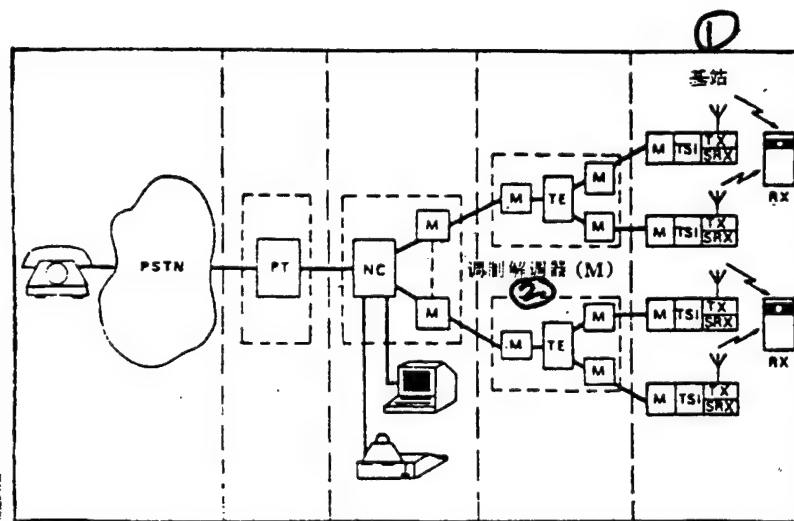 ①
基站
M TSI TX SRX
RX
M TE M M
M TSI TX SRX
PSTN
PT
NC
M
M
调制解调器 (M)
②
M TE M M
M TSI TX SRX
RX
M TSI TX SRX